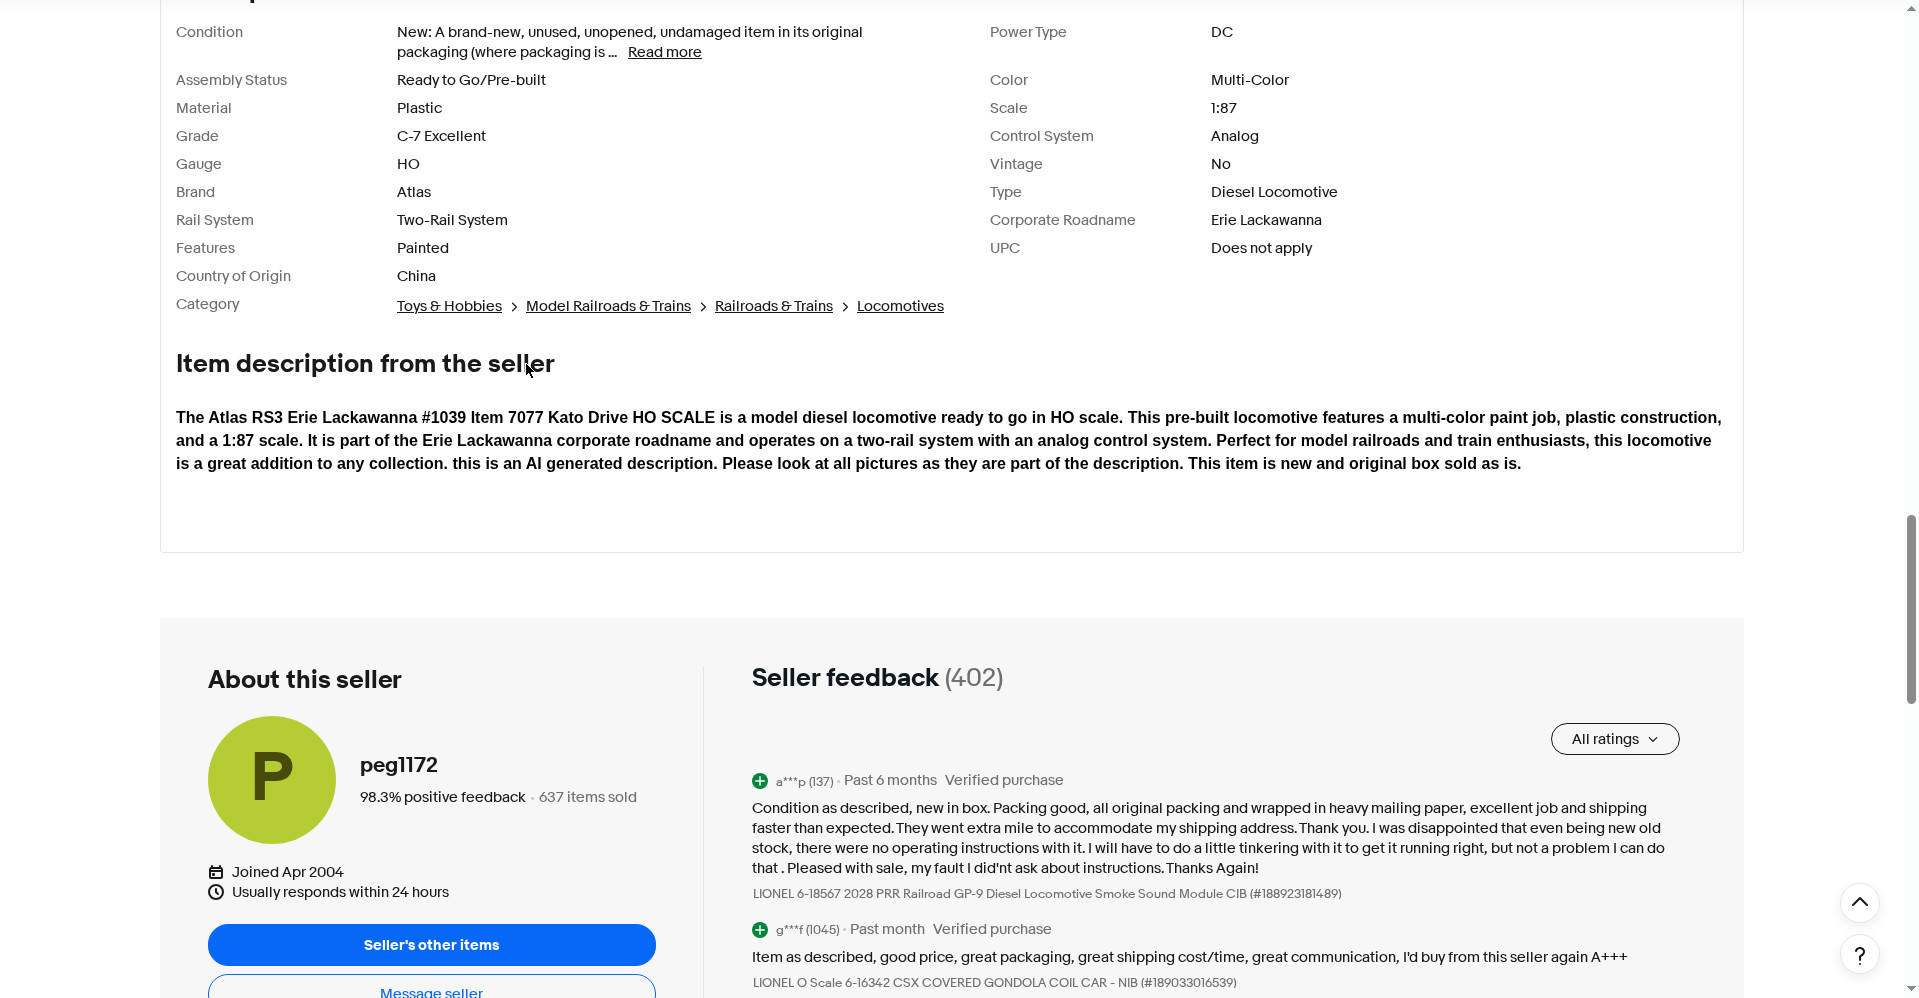 Condition
New: A brand-new, unused, unopened, undamaged item in its original
packaging (where packaging is ... Read more
Power Type
DC
Assembly Status
Ready to Go/Pre-built
Color
Multi-Color
Material
Plastic
Scale
1:87
Grade
C-7 Excellent
Control System
Analog
Gauge
HO
Vintage
No
Brand
Atlas
Type
Diesel Locomotive
Rail System
Two-Rail System
Corporate Roadname
Erie Lackawanna
Features
Painted
UPC
Does not apply
Country of Origin
China
Category
Toys & Hobbies > Model Railroads & Trains > Railroads & Trains > Locomotives
Item description from the seller
The Atlas RS3 Erie Lackawanna #1039 Item 7077 Kato Drive HO SCALE is a model diesel locomotive ready to go in HO scale. This pre-built locomotive features a multi-color paint job, plastic construction,
and a 1:87 scale. It is part of the Erie Lackawanna corporate roadname and operates on a two-rail system with an analog control system. Perfect for model railroads and train enthusiasts, this locomotive
is a great addition to any collection. this is an AI generated description. Please look at all pictures as they are part of the description. This item is new and original box sold as is.
About this seller
P
peg1172
98.3% positive feedback · 637 items sold
Joined Apr 2004
Usually responds within 24 hours
Seller's other items
Message seller
Seller feedback (402)
All ratings
a***p (137) · Past 6 months Verified purchase
Condition as described, new in box. Packing good, all original packing and wrapped in heavy mailing paper, excellent job and shipping
faster than expected. They went extra mile to accommodate my shipping address. Thank you. I was disappointed that even being new old
stock, there were no operating instructions with it. I will have to do a little tinkering with it to get it running right, but not a problem I can do
that . Pleased with sale, my fault I did'nt ask about instructions. Thanks Again!
LIONEL 6-18567 2028 PRR Railroad GP-9 Diesel Locomotive Smoke Sound Module CIB (#188923181489)
g***f (1045) · Past month Verified purchase
Item as described, good price, great packaging, great shipping cost/time, great communication, I'd buy from this seller again A+++
LIONEL O Scale 6-16342 CSX COVERED GONDOLA COIL CAR - NIB (#189033016539)
?